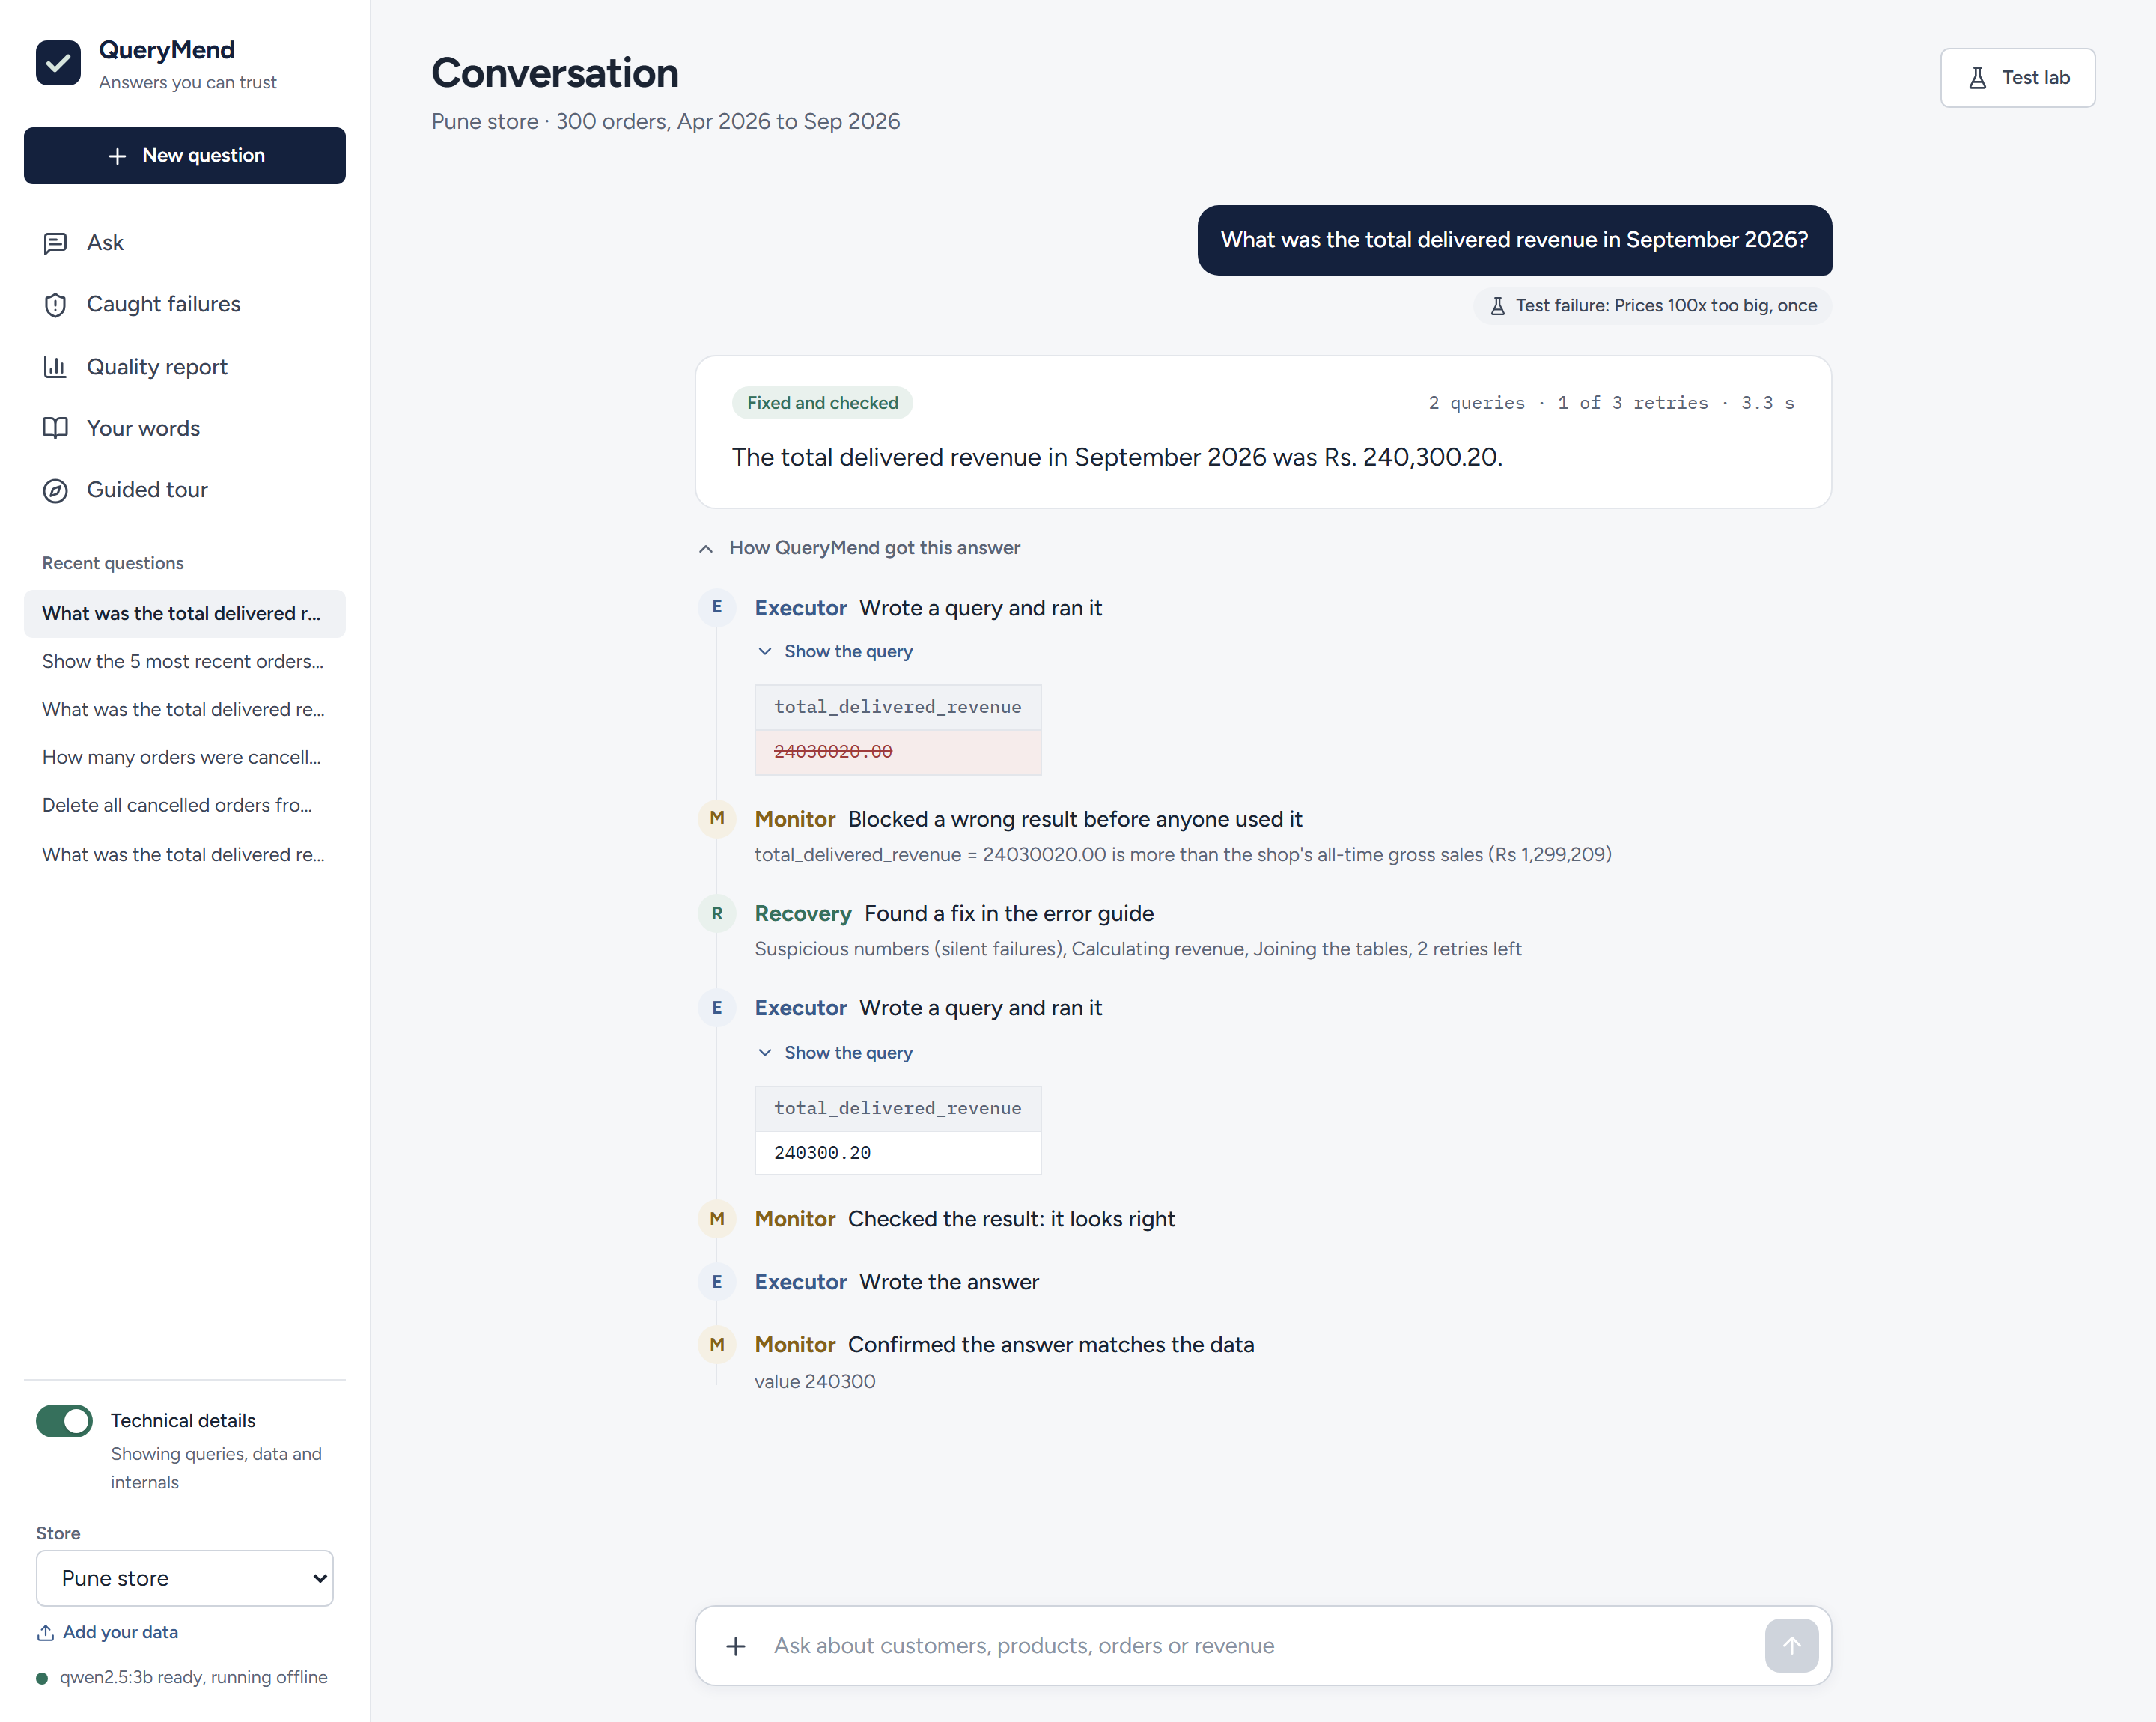 QueryMend
Answers you can trust
New question
Ask
Caught failures
Quality report
Your words
Guided tour
Recent questions
What was the total delivered r...
Show the 5 most recent orders...
What was the total delivered re...
How many orders were cancell...
Delete all cancelled orders fro...
What was the total delivered re...
Technical details
Showing queries, data and
internals
Store
Pune store
Add your data
qwen2.5:3b ready, running offline
Conversation
Pune store · 300 orders, Apr 2026 to Sep 2026
Test lab
What was the total delivered revenue in September 2026?
Test failure: Prices 100x too big, once
Fixed and checked
2 queries · 1 of 3 retries · 3.3 s
The total delivered revenue in September 2026 was Rs. 240,300.20.
How QueryMend got this answer
E Executor Wrote a query and ran it
Show the query
total_delivered_revenue
24030020.00
M Monitor Blocked a wrong result before anyone used it
total_delivered_revenue = 24030020.00 is more than the shop's all-time gross sales (Rs 1,299,209)
R Recovery Found a fix in the error guide
Suspicious numbers (silent failures), Calculating revenue, Joining the tables, 2 retries left
E Executor Wrote a query and ran it
Show the query
total_delivered_revenue
240300.20
M Monitor Checked the result: it looks right
E Executor Wrote the answer
M Monitor Confirmed the answer matches the data
value 240300
Ask about customers, products, orders or revenue